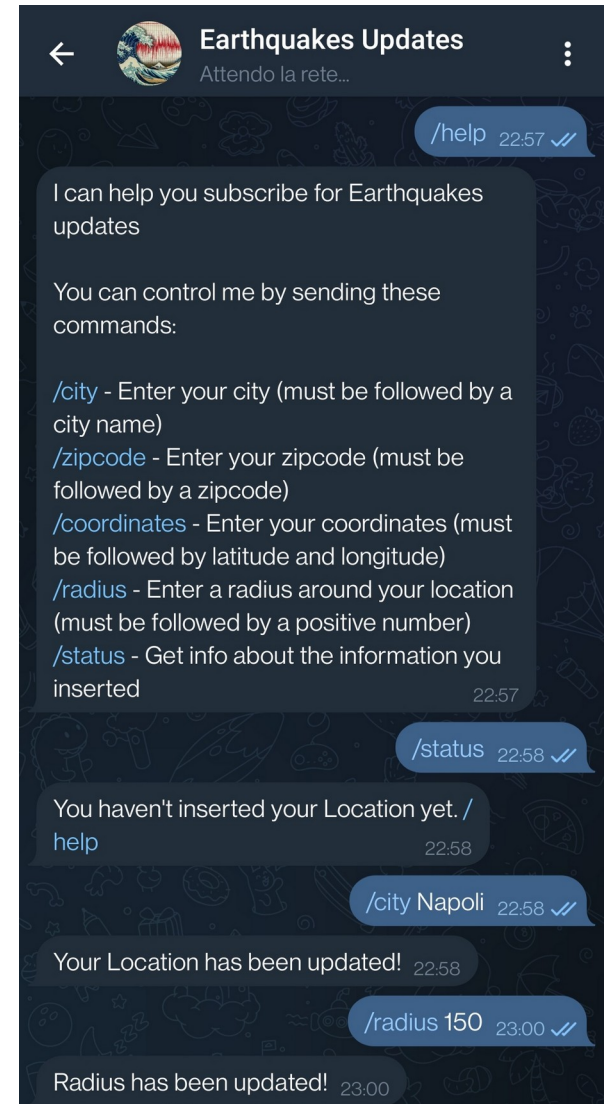 Earthquakes Updates
Attendo la rete...
/help 22:57
I can help you subscribe for Earthquakes
updates
You can control me by sending these
commands:
/city - Enter your city (must be followed by a
city name)
/zipcode - Enter your zipcode (must be
followed by a zipcode)
/coordinates - Enter your coordinates (must
be followed by latitude and longitude)
/radius - Enter a radius around your location
(must be followed by a positive number)
/status - Get info about the information you
inserted 22:57
/status 22:58
You haven't inserted your Location yet. /
help 22:58
/city Napoli 22:58
Your Location has been updated! 22:58
/radius 150 23:00
Radius has been updated! 23:00